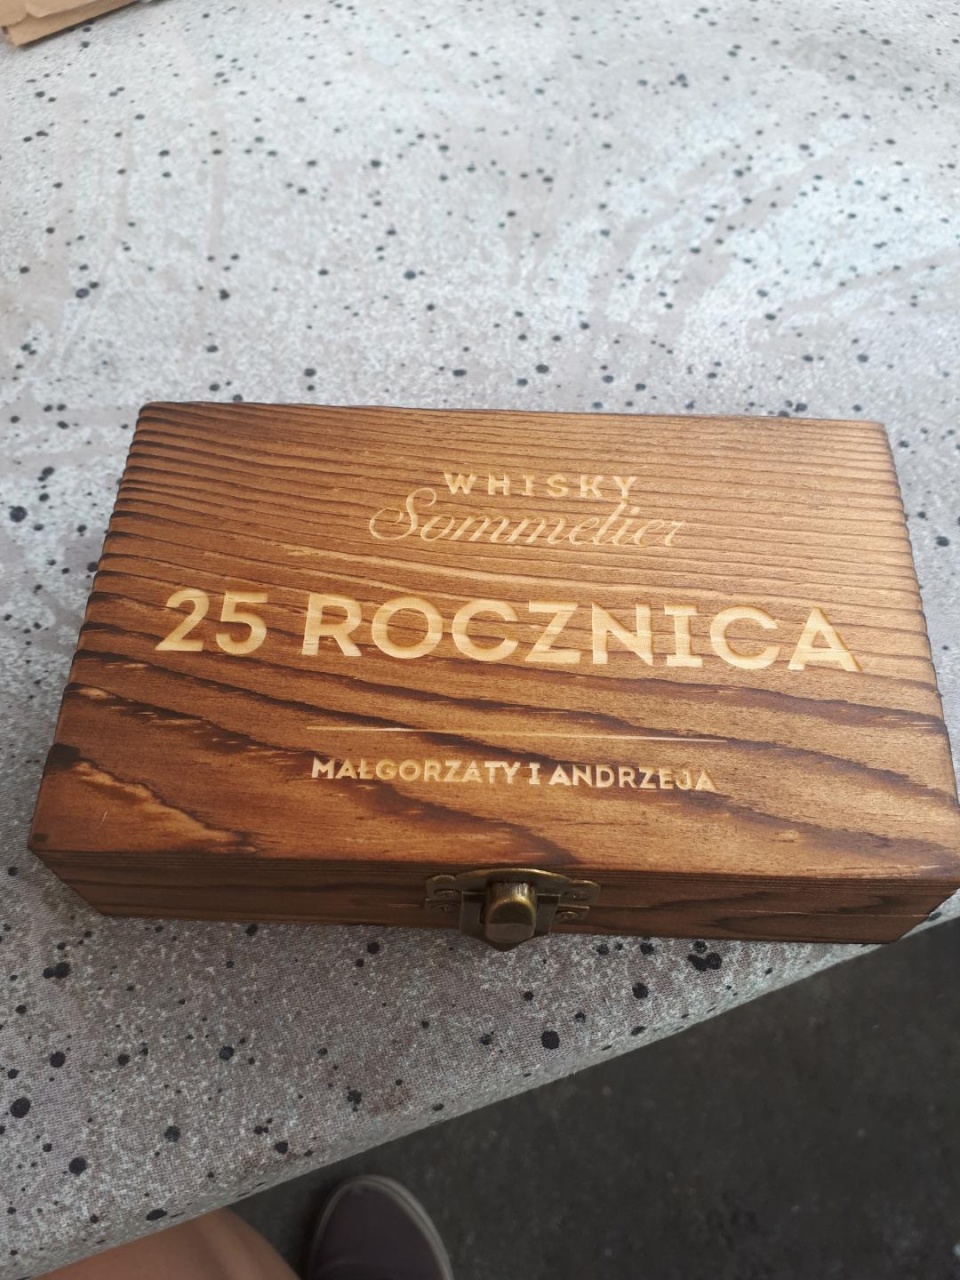 WHISKY
Sommelier
25 ROCZNICA
MAŁGORZATY I ANDRZEJA